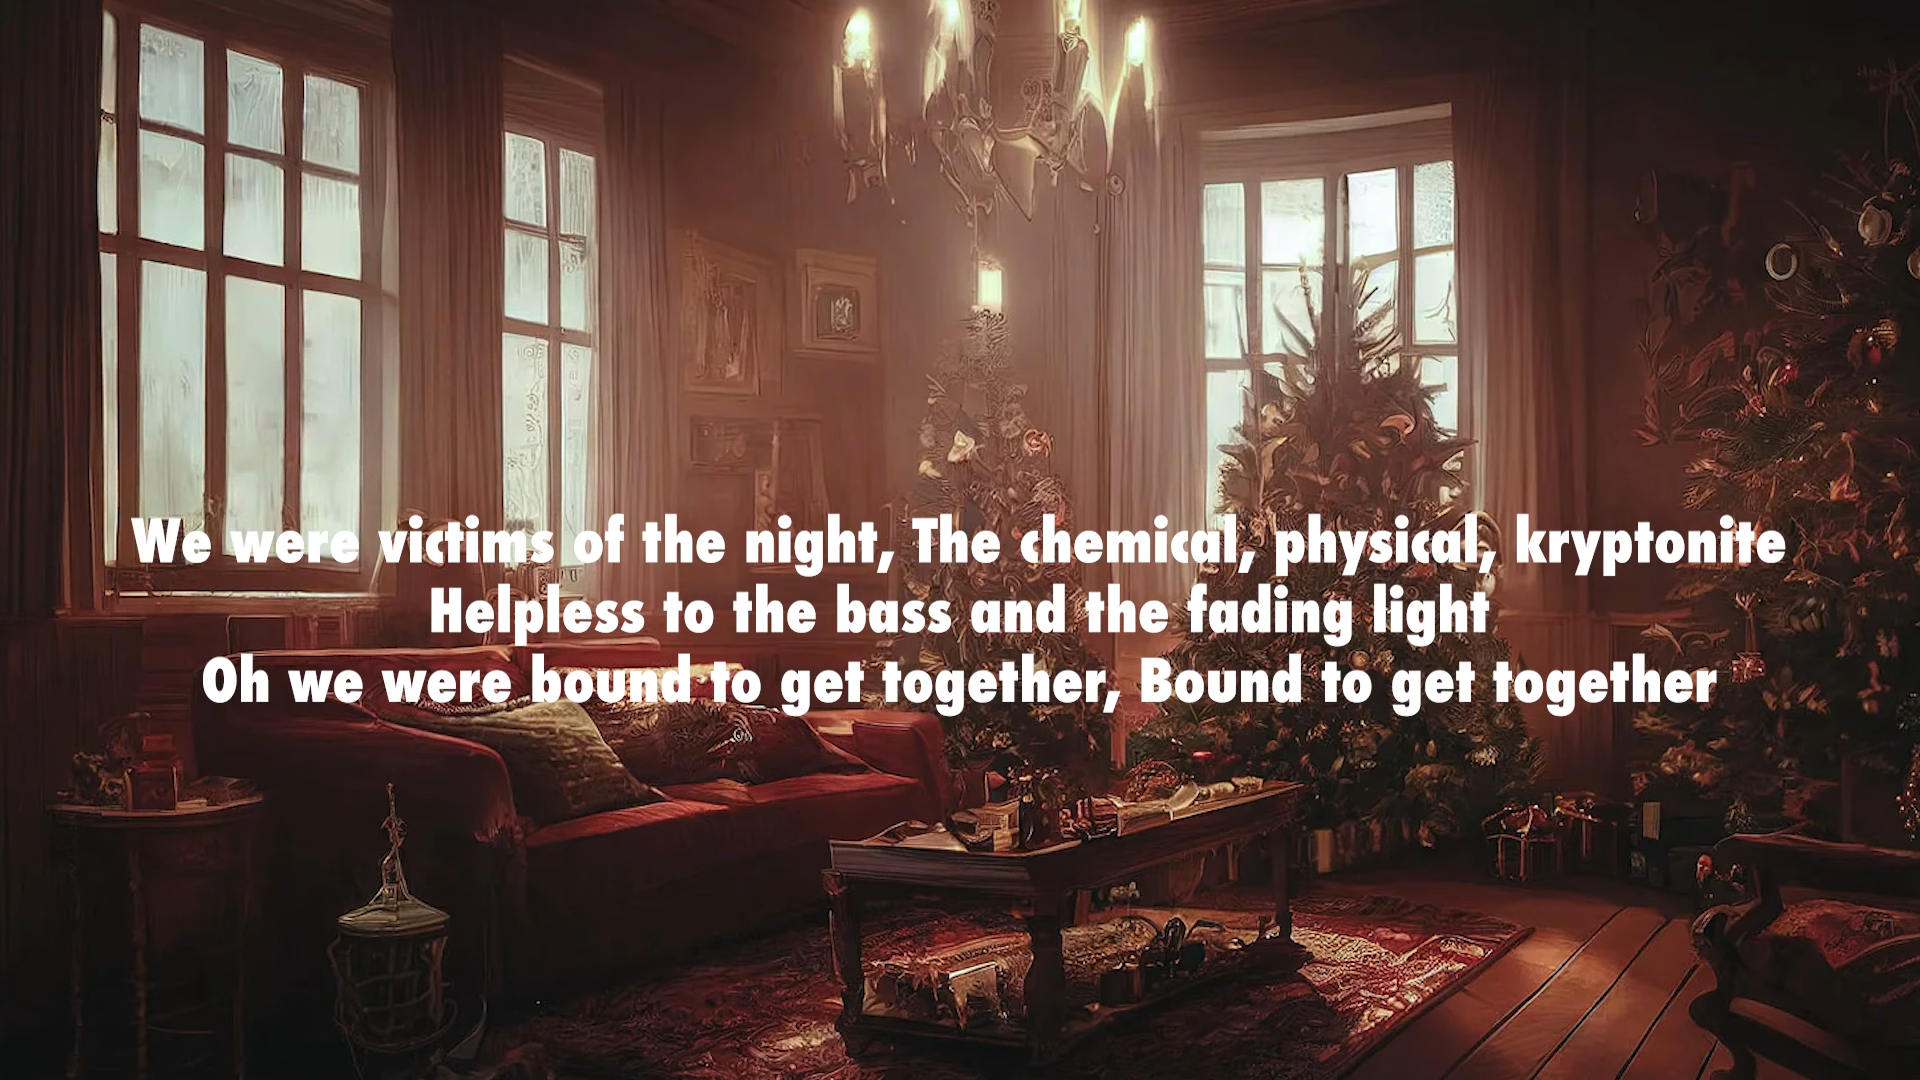 We were victims of the night, The chemical, physical, kryptonite
Helpless to the bass and the fading light
Oh we were bound to get together, Bound to get together